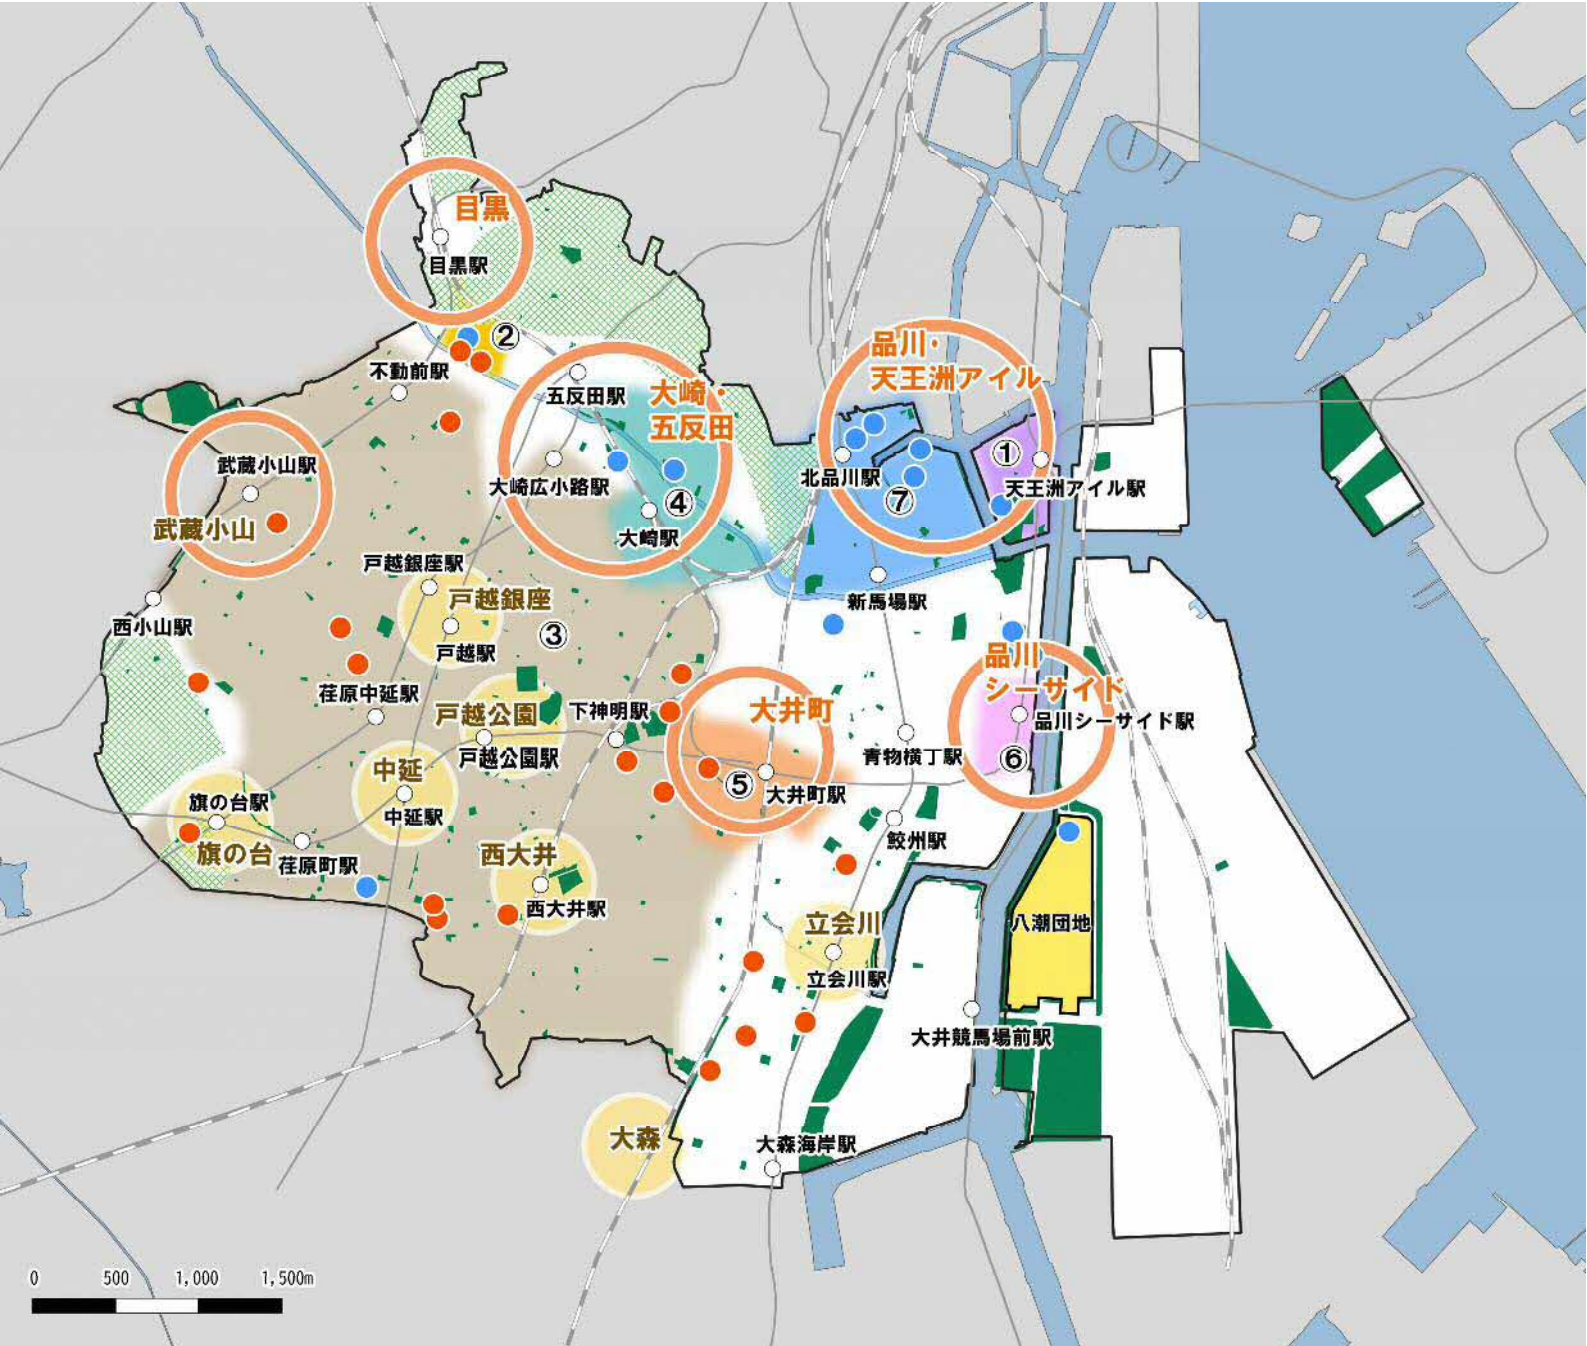 目黒
目黒駅
②
不動前駅
五反田駅
大崎・
五反田
品川・
天王洲アイル
武蔵小山駅
武蔵小山
大崎広小路駅
④
大崎駅
北品川駅
⑦
①
天王洲アイル駅
戸越銀座駅
戸越銀座
③
戸越駅
新馬場駅
西小山駅
荏原中延駅
戸越公園
戸越公園駅
下神明駅
大井町
⑤
大井町駅
品川
シーサイド
品川シーサイド駅
⑥
青物横丁駅
中延
中延駅
旗の台駅
旗の台
荏原町駅
西大井
西大井駅
鮫州駅
立会川
立会川駅
八潮団地
大井競馬場前駅
大森
大森海岸駅
0 500 1,000 1,500m